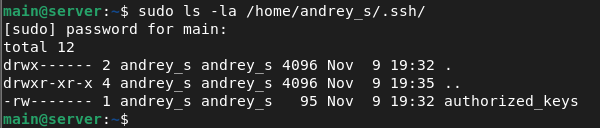 main@server:~$ sudo ls -la /home/andrey_s/.ssh/
[sudo] password for main:
total 12
drwx------ 2 andrey_s andrey_s 4096 Nov  9 19:32 .
drwxr-xr-x 4 andrey_s andrey_s 4096 Nov  9 19:35 ..
-rw------- 1 andrey_s andrey_s   95 Nov  9 19:32 authorized_keys
main@server:~$